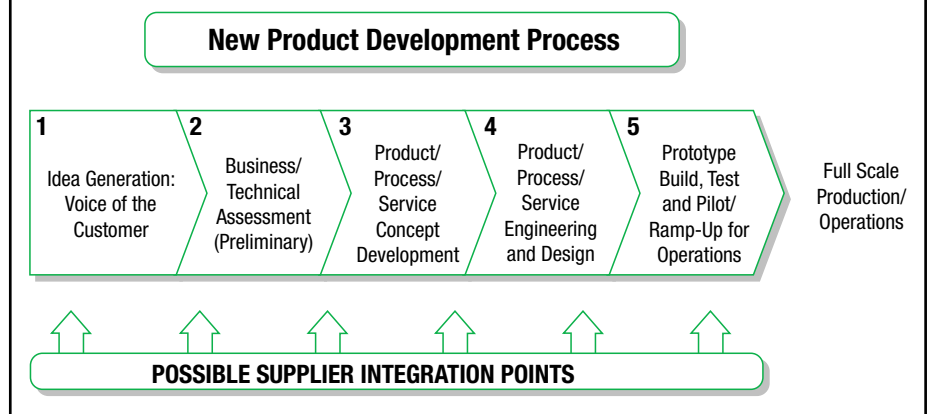 New Product Development Process
1
Idea Generation:
Voice of the
Customer
2
Business/
Technical
Assessment
(Preliminary)
3
Product/
Process/
Service
Concept
Development
4
Product/
Process/
Service
Engineering
and Design
5
Prototype
Build, Test
and Pilot/
Ramp-Up for
Operations
Full Scale
Production/
Operations
POSSIBLE SUPPLIER INTEGRATION POINTS